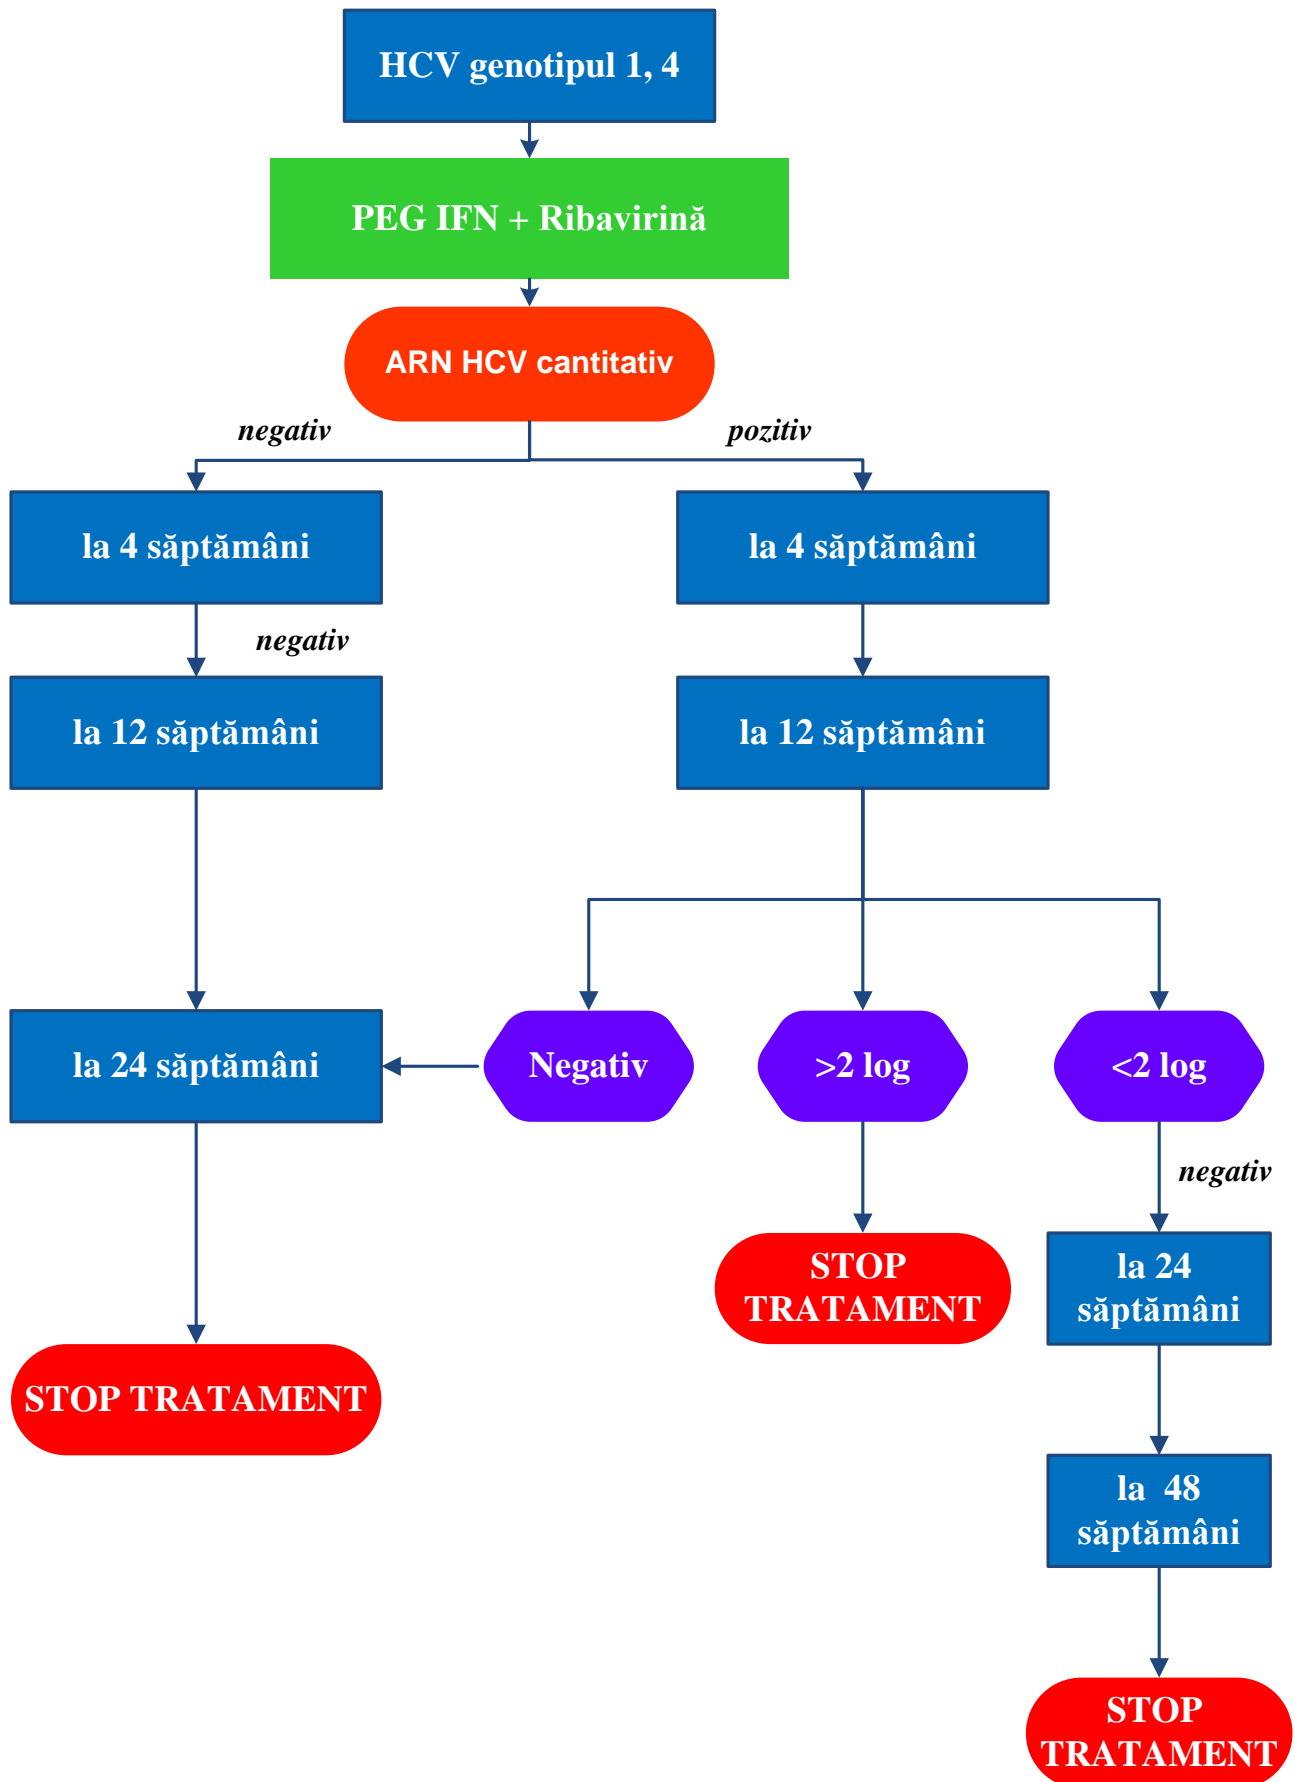 HCV genotipul 1, 4
PEG IFN + Ribavirină
ARN HCV cantitativ
negativ
pozitiv
la 4 săptămâni
la 4 săptămâni
negativ
la 12 săptămâni
la 12 săptămâni
la 24 săptămâni
Negativ
>2 log
<2 log
negativ
STOP
TRATAMENT
la 24
săptămâni
STOP TRATAMENT
la 48
săptămâni
STOP
TRATAMENT